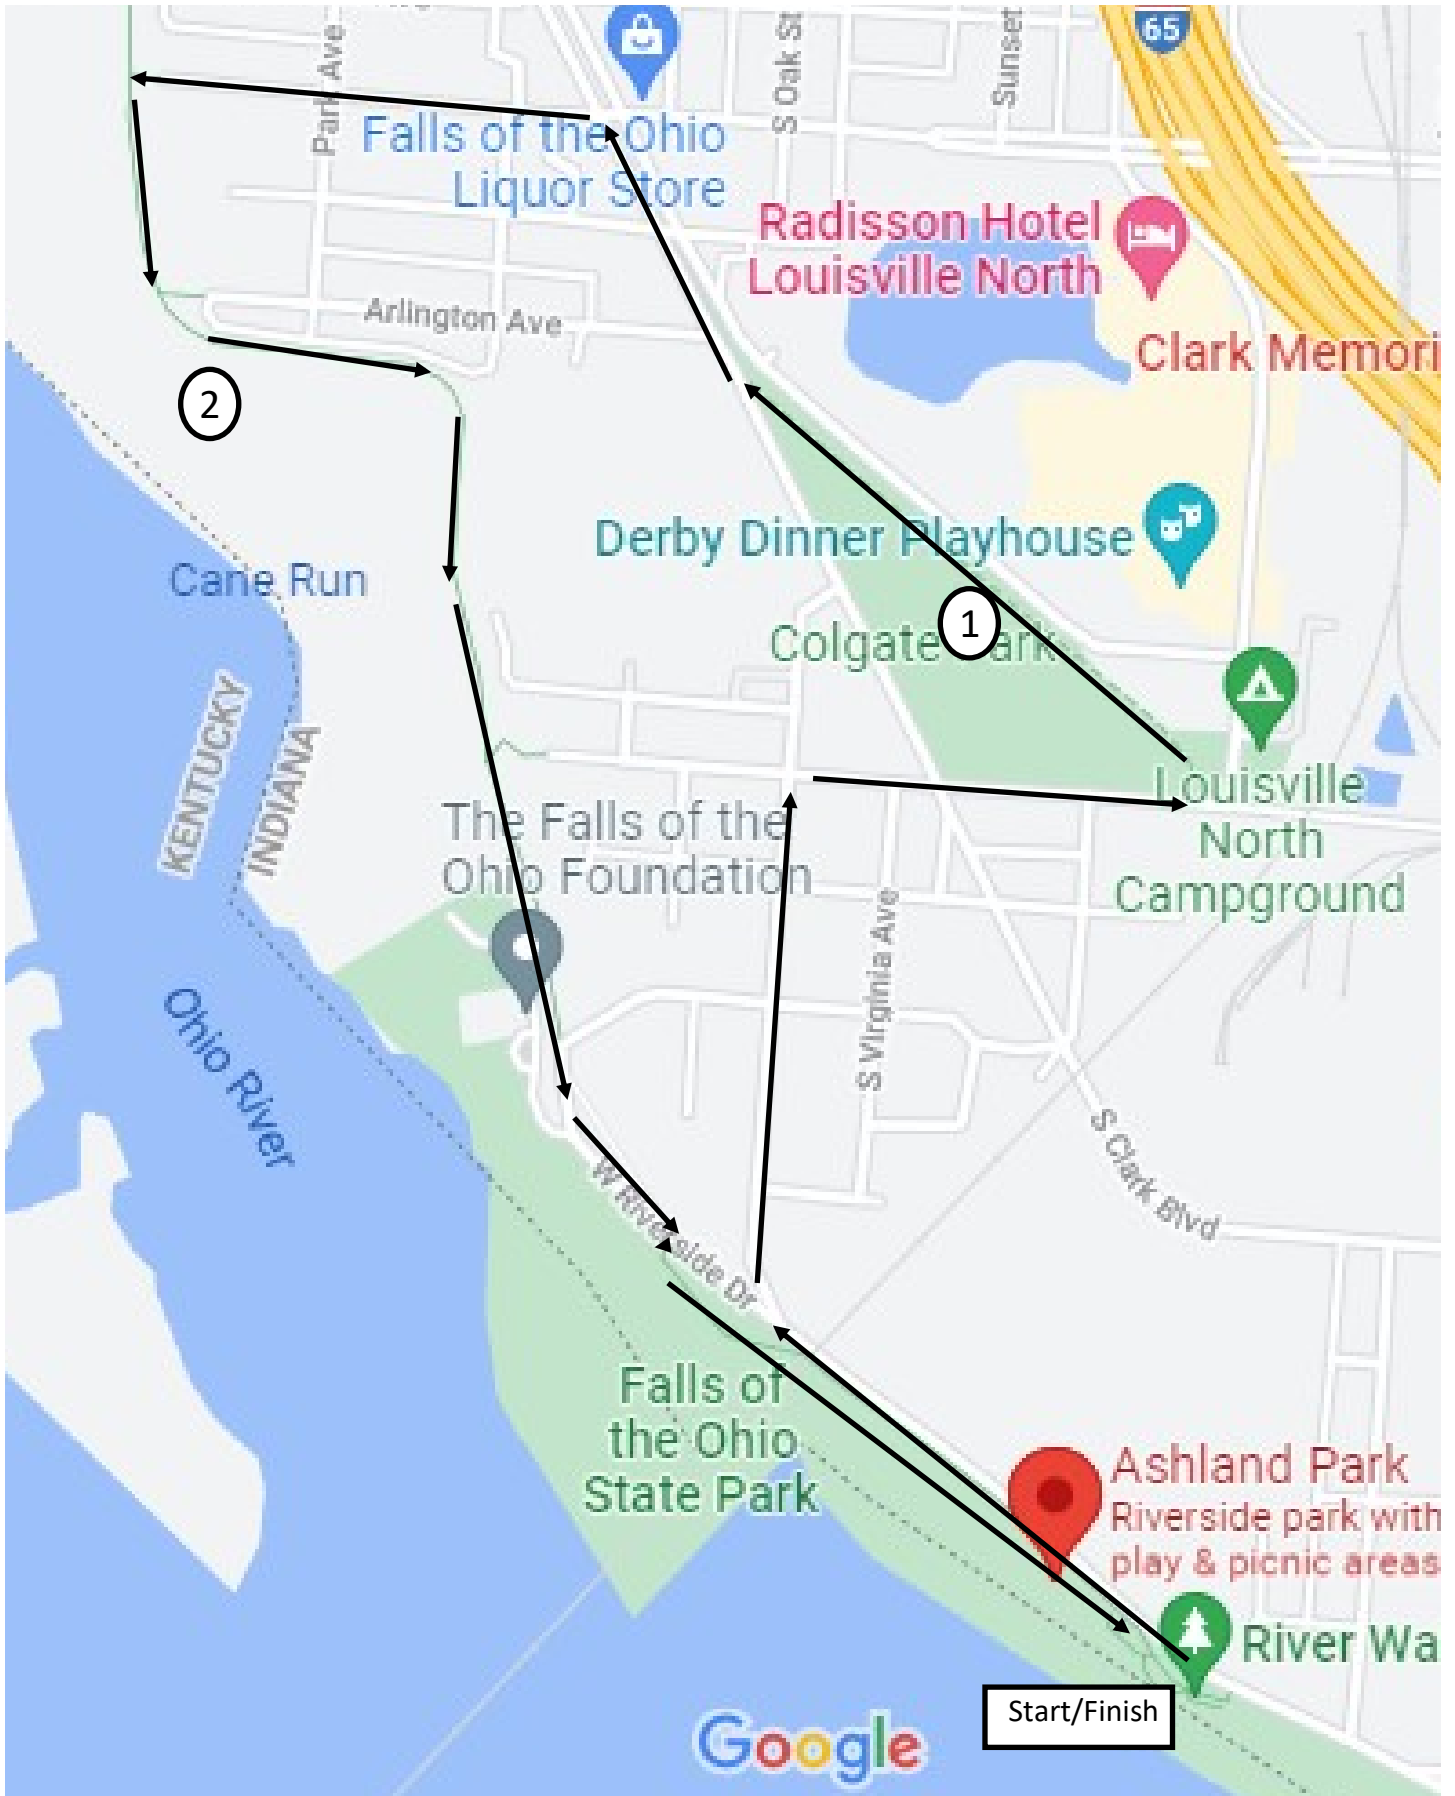 65
Park Ave
S Oak St
Sunset
Falls of the Ohio
Liquor Store
Radisson Hotel
Louisville North
Arlington Ave
Clark Memori
2
Derby Dinner Playhouse
Cane Run
1
Colgate Park
KENTUCKY
INDIANA
Louisville
North
Campground
The Falls of the
Ohio Foundation
S Virginia Ave
Ohio River
S Clark Blvd
W Riverside Dr
Falls of
the Ohio
State Park
Ashland Park
Riverside park with
play & picnic areas
River Wa
Start/Finish
Google